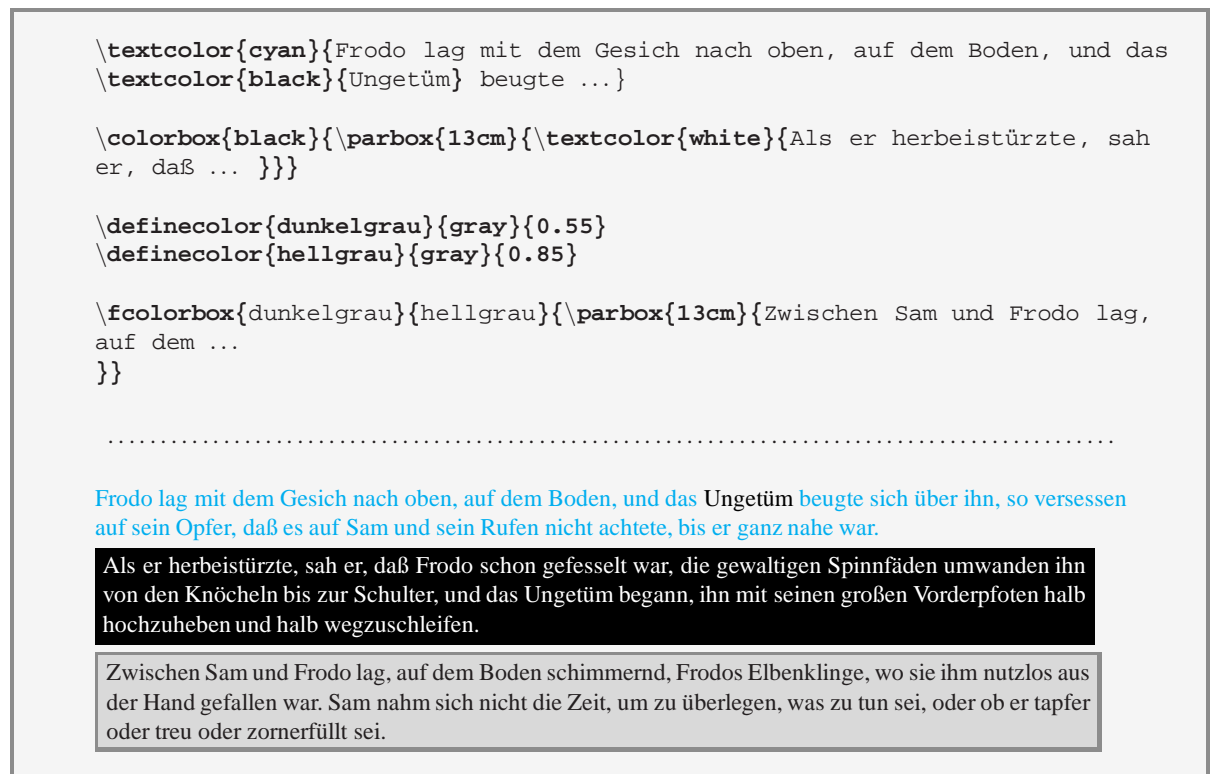 \textcolor{cyan}{Frodo lag mit dem Gesich nach oben, auf dem Boden, und das
\textcolor{black}{Ungetüm} beugte ...}
\colorbox{black}{\parbox{13cm}{\textcolor{white}{Als er herbeistürzte, sah
er, daß ... }}}
\definecolor{dunkelgrau}{gray}{0.55}
\definecolor{hellgrau}{gray}{0.85}
\fcolorbox{dunkelgrau}{hellgrau}{\parbox{13cm}{Zwischen Sam und Frodo lag,
auf dem ...
}}
Frodo lag mit dem Gesich nach oben, auf dem Boden, und das Ungetüm beugte sich über ihn, so versessen
auf sein Opfer, daß es auf Sam und sein Rufen nicht achtete, bis er ganz nahe war.
Als er herbeistürzte, sah er, daß Frodo schon gefesselt war, die gewaltigen Spinnfäden umwanden ihn
von den Knöcheln bis zur Schulter, und das Ungetüm begann, ihn mit seinen großen Vorderpfoten halb
hochzuheben und halb wegzuschleifen.
Zwischen Sam und Frodo lag, auf dem Boden schimmernd, Frodos Elbenklinge, wo sie ihm nutzlos aus
der Hand gefallen war. Sam nahm sich nicht die Zeit, um zu überlegen, was zu tun sei, oder ob er tapfer
oder treu oder zornerfüllt sei.